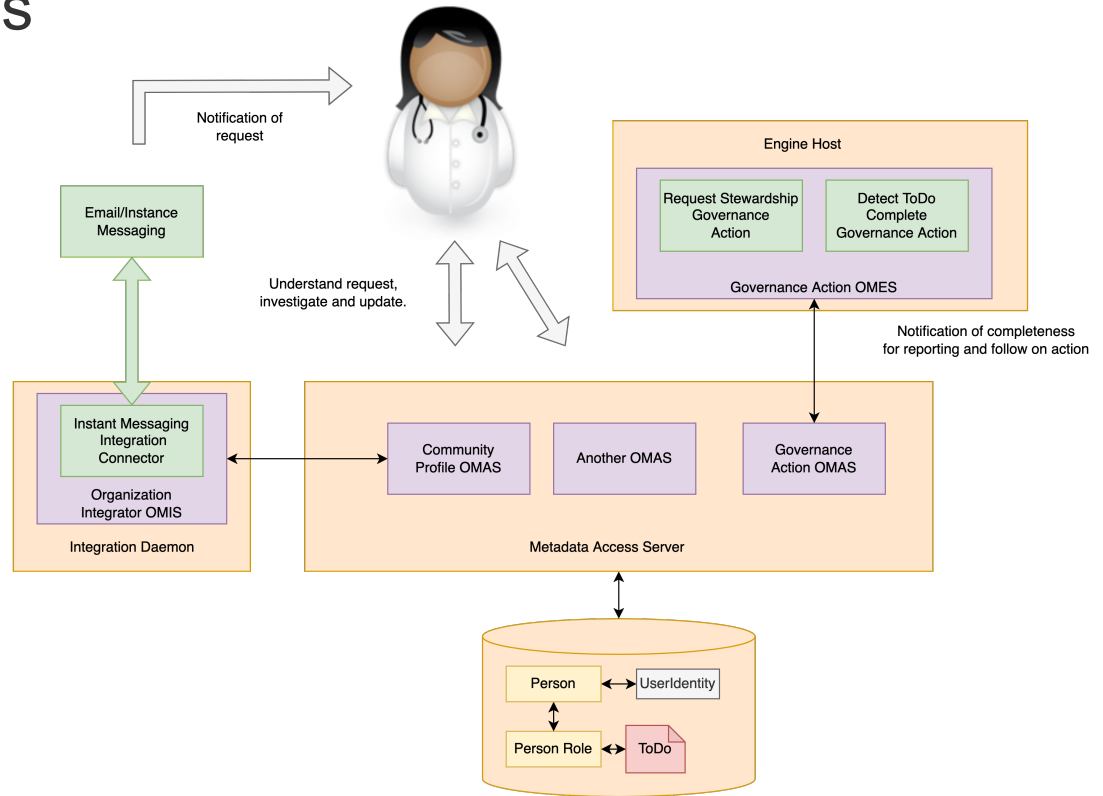 s
Notification of
request
Email/Instance
Messaging
Understand request,
investigate and update.
Engine Host
Request Stewardship
Governance
Action
Detect ToDo
Complete
Governance Action
Governance Action OMES
Notification of completeness
for reporting and follow on action
Instant Messaging
Integration
Connector
Organization
Integrator OMIS
Integration Daemon
Community
Profile OMAS
Another OMAS
Governance
Action OMAS
Metadata Access Server
Person
UserIdentity
Person Role
ToDo